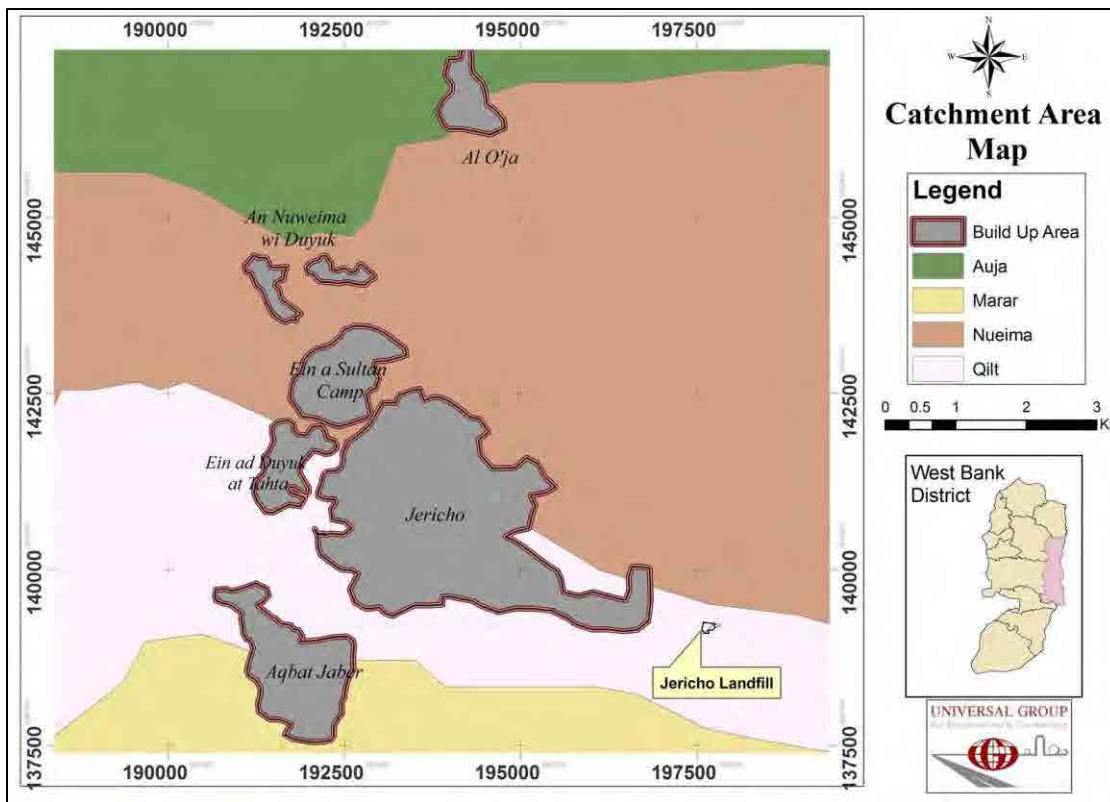 190000 192500 195000 197500
N
W E
S
Catchment Area
Map
Legend
Build Up Area
Auja
Marar
Nueima
Qilt
0 0.5 1 2 3
K
West Bank
District
UNIVERSAL GROUP
145000
142500
140000
137500
Al O'ja
An Nuweima
wi Duyuk
Ein a Sultan
Camp
Ein ad Duyuk
at Tahta
Jericho
Aqbat Jaber
Jericho Landfill
145000
142500
140000
137500
190000 192500 195000 197500